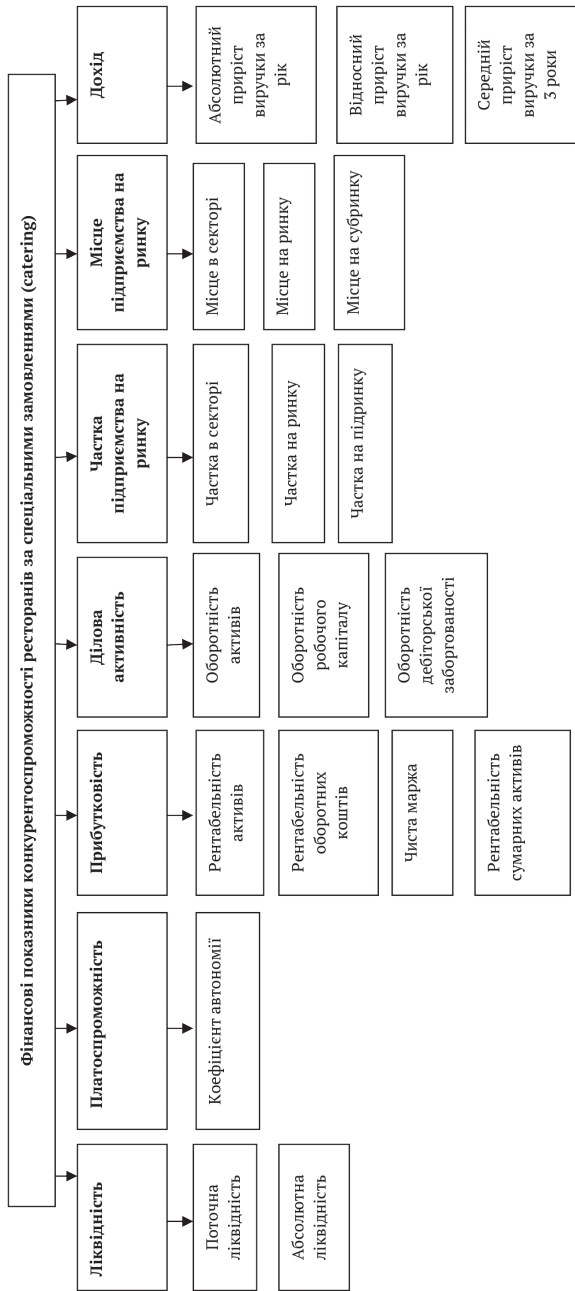 Фінансові показники конкурентоспроможності ресторанів за спеціальними замовленнями (catering)
Ліквідність
Поточна
ліквідність
Абсолютна
ліквідність
Платоспроможність
Коефіцієнт автономії
Прибутковість
Рентабельність
активів
Рентабельність
оборотних
коштів
Чиста маржа
Рентабельність
сумарних активів
Ділова
активність
Оборотність
активів
Оборотність
робочого
капіталу
Оборотність
дебіторської
заборгованості
Частка
підприємства на
ринку
Частка в секторі
Частка на ринку
Частка на підринку
Місце
підприємства на
ринку
Місце в секторі
Місце на ринку
Місце на субринку
Дохід
Абсолютний
приріст
виручки за
рік
Відносний
приріст
виручки за
рік
Середній
приріст
виручки за
3 роки